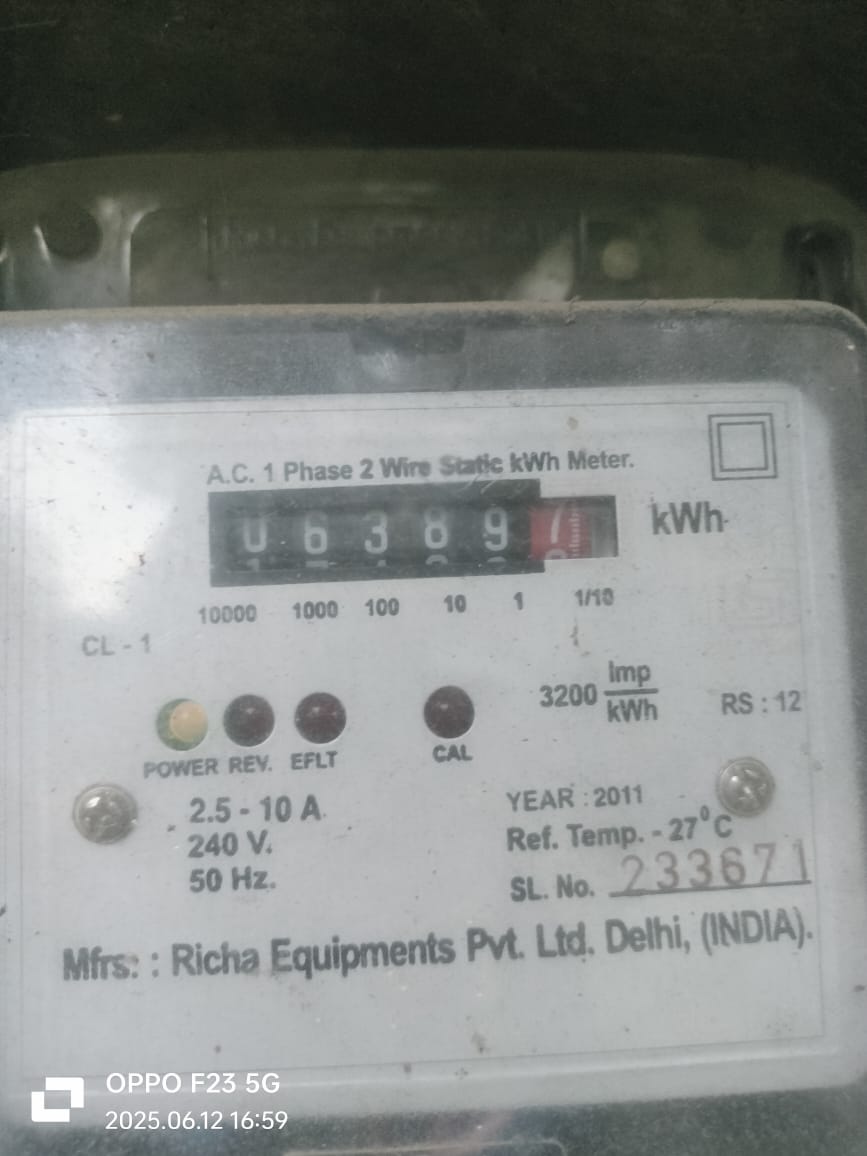 A.C. 1 Phase 2 Wire Static kWh Meter.
0 6 3 8 9 7 kWh
10000 1000 100 10 1 1/10
CL - 1
3200 Imp/kWh
RS : 12
POWER REV. EFLT CAL
2.5 - 10 A
240 V.
50 Hz.
YEAR : 2011
Ref. Temp. - 27°C
SL. No. 233671
Mfrs: : Richa Equipments Pvt. Ltd. Delhi, (INDIA).
OPPO F23 5G
2025.06.12 16:59